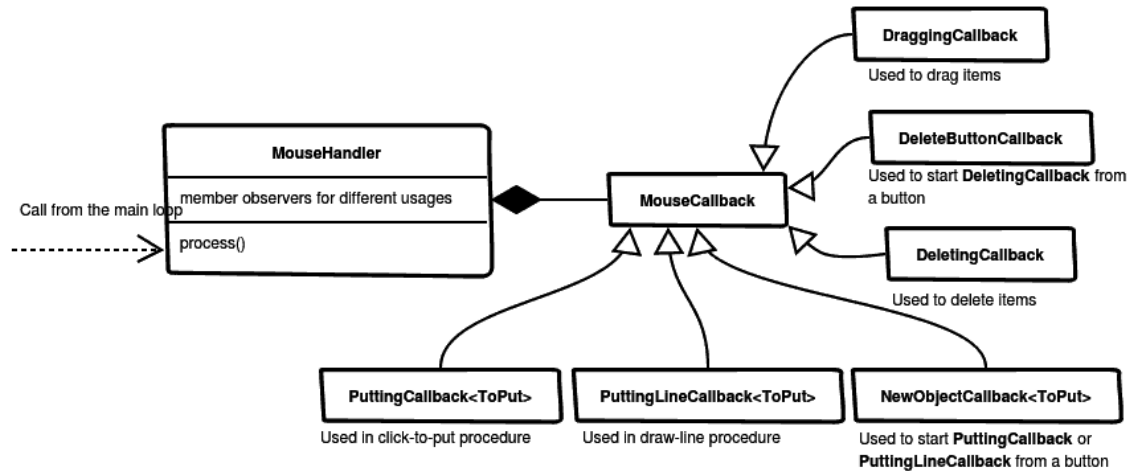 DraggingCallback
Used to drag items
DeleteButtonCallback
Used to start DeletingCallback from
a button
MouseHandler
member observers for different usages
process()
Call from the main loop
MouseCallback
DeletingCallback
Used to delete items
PuttingCallback<ToPut>
Used in click-to-put procedure
PuttingLineCallback<ToPut>
Used in draw-line procedure
NewObjectCallback<ToPut>
Used to start PuttingCallback or
PuttingLineCallback from a button